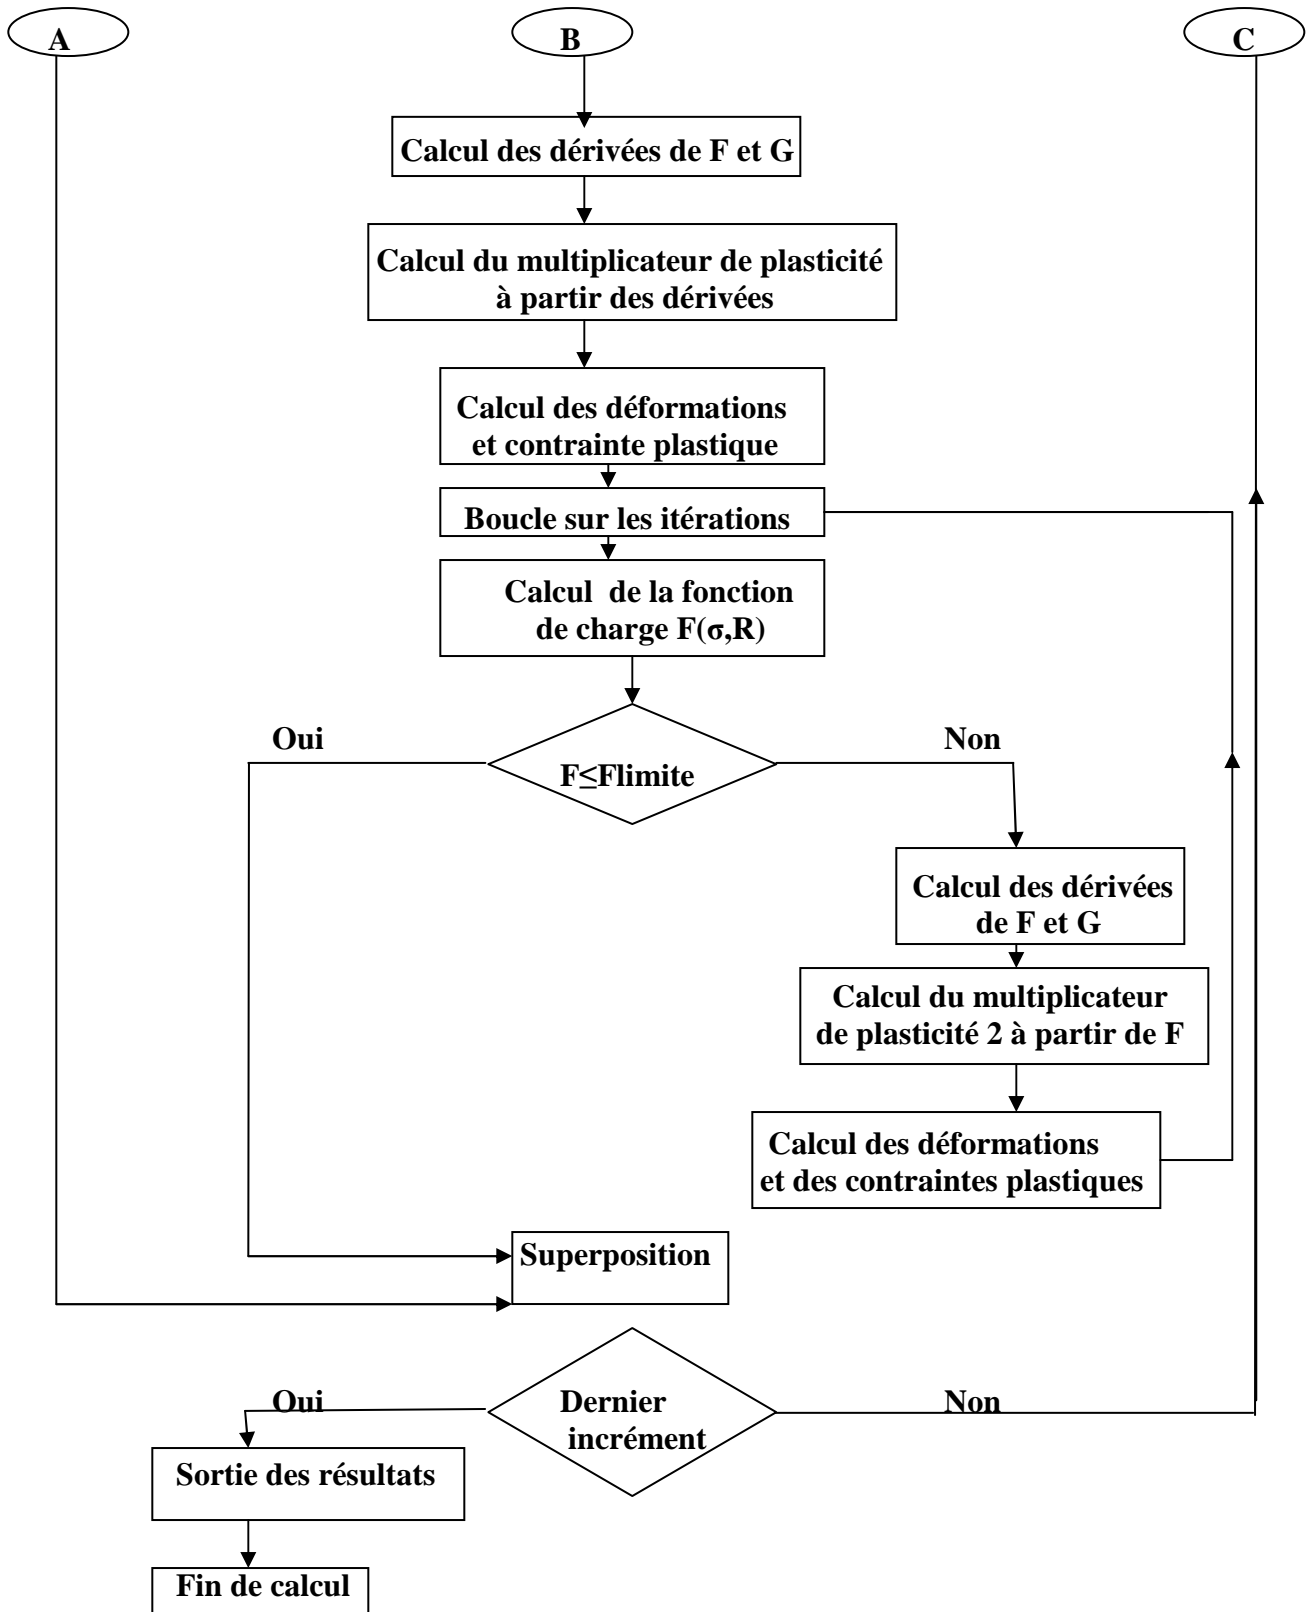 A
B
C
Calcul des dérivées de F et G
Calcul du multiplicateur de plasticité
à partir des dérivées
Calcul des déformations
et contrainte plastique
Boucle sur les itérations
Calcul de la fonction
de charge F(σ,R)
Oui
Non
F≤Flimite
Calcul des dérivées
de F et G
Calcul du multiplicateur
de plasticité 2 à partir de F
Calcul des déformations
et des contraintes plastiques
Superposition
Oui
Dernier
incrément
Non
Sortie des résultats
Fin de calcul